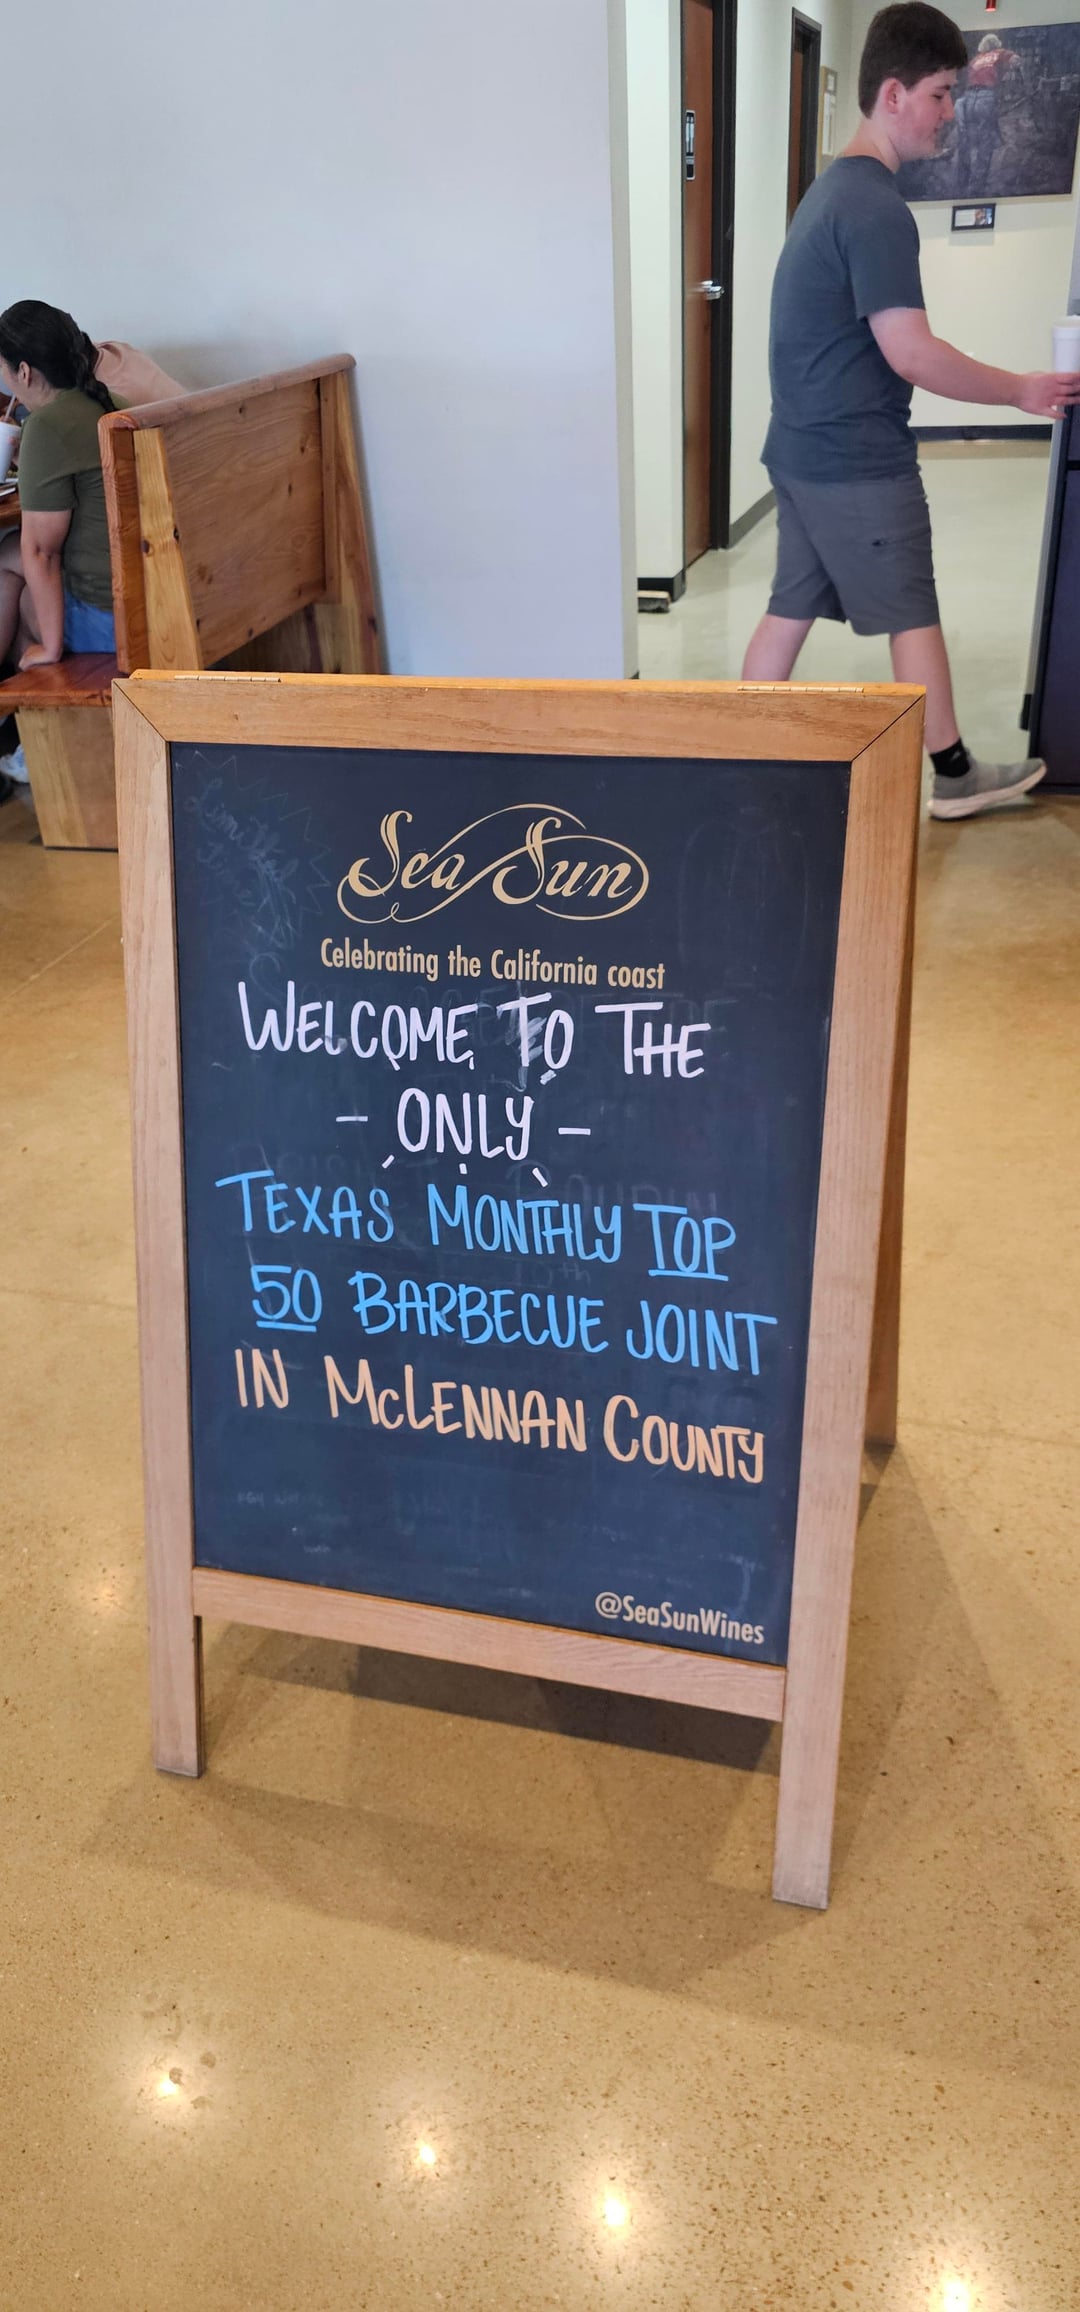 Sea Sun
Celebrating the California coast
WELCOME TO THE
- ONLY -
TEXAS MONTHLY TOP
50 BARBECUE JOINT
IN McLENNAN COUNTY
@SeaSunWines